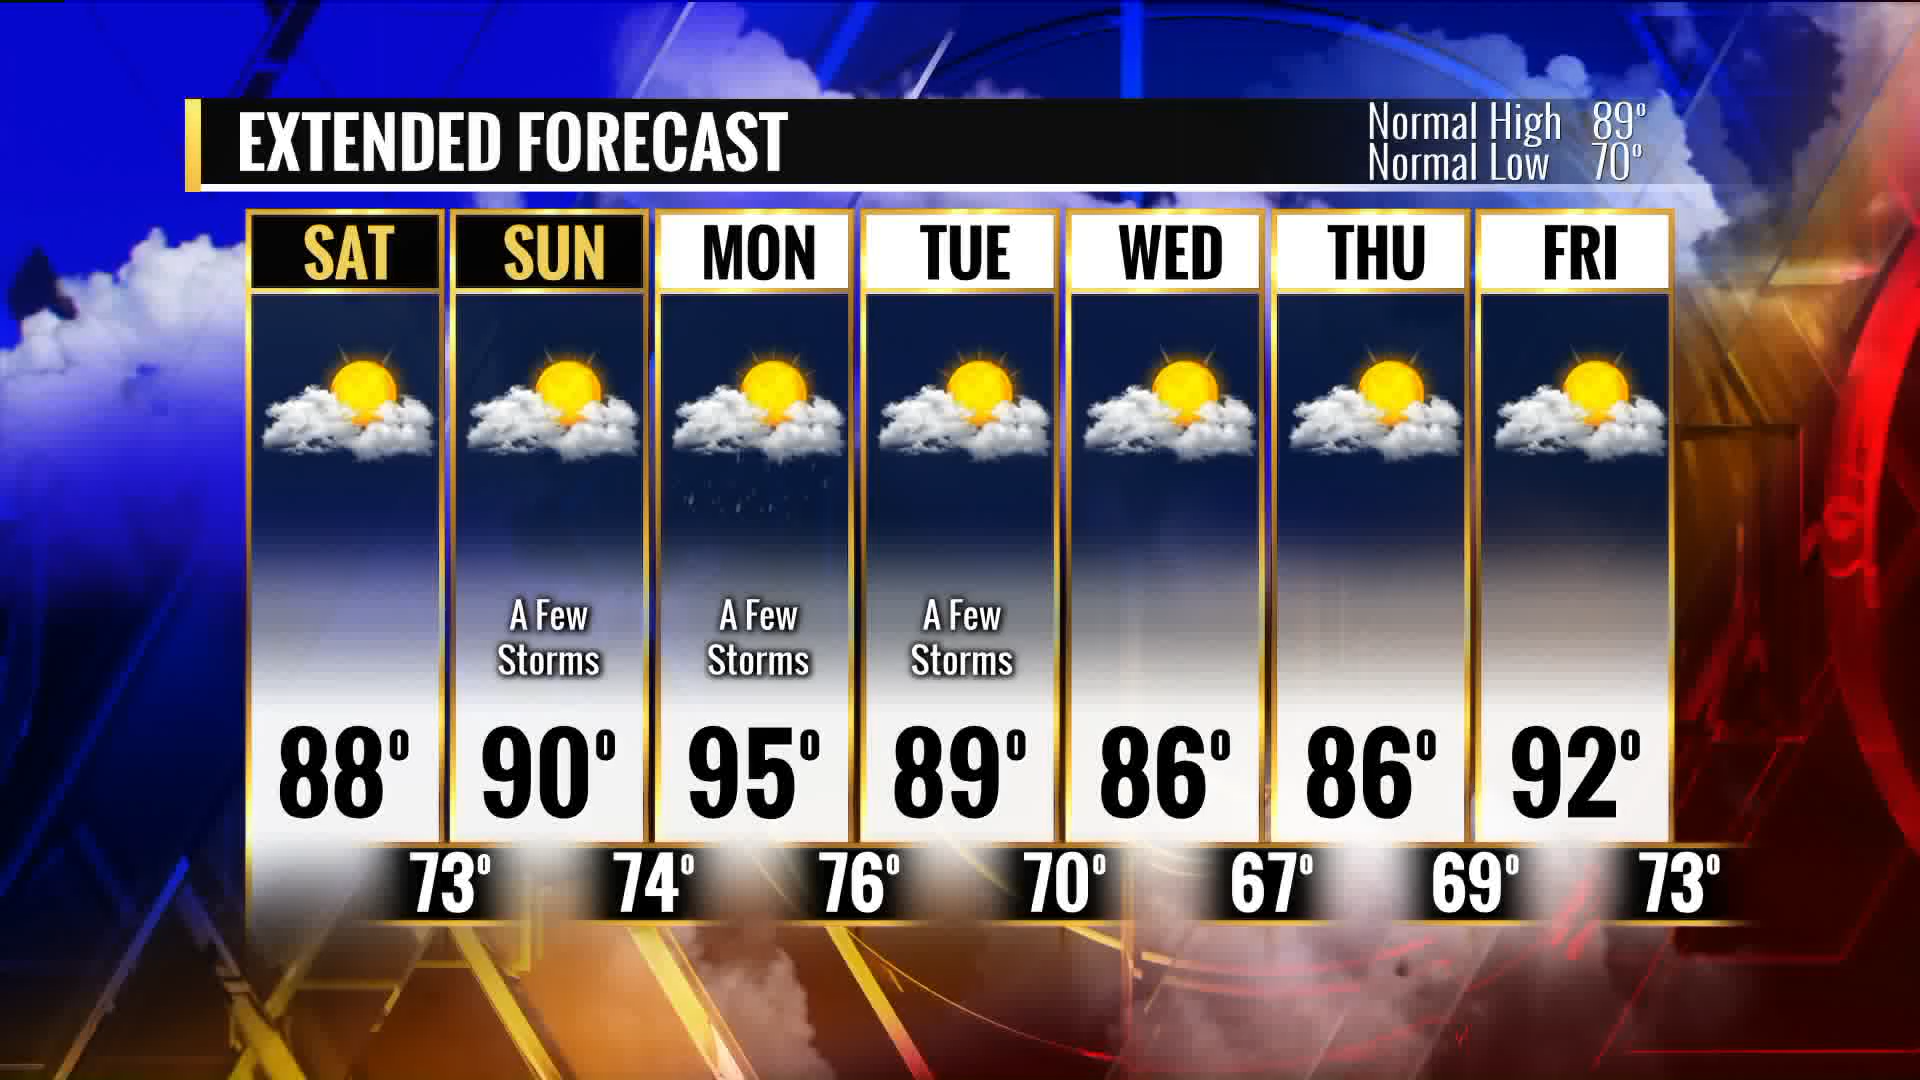 EXTENDED FORECAST
Normal High 89°
Normal Low 70°
SAT SUN MON TUE WED THU FRI
A Few A Few A Few
Storms Storms Storms
88° 90° 95° 89° 86° 86° 92°
73° 74° 76° 70° 67° 69° 73°